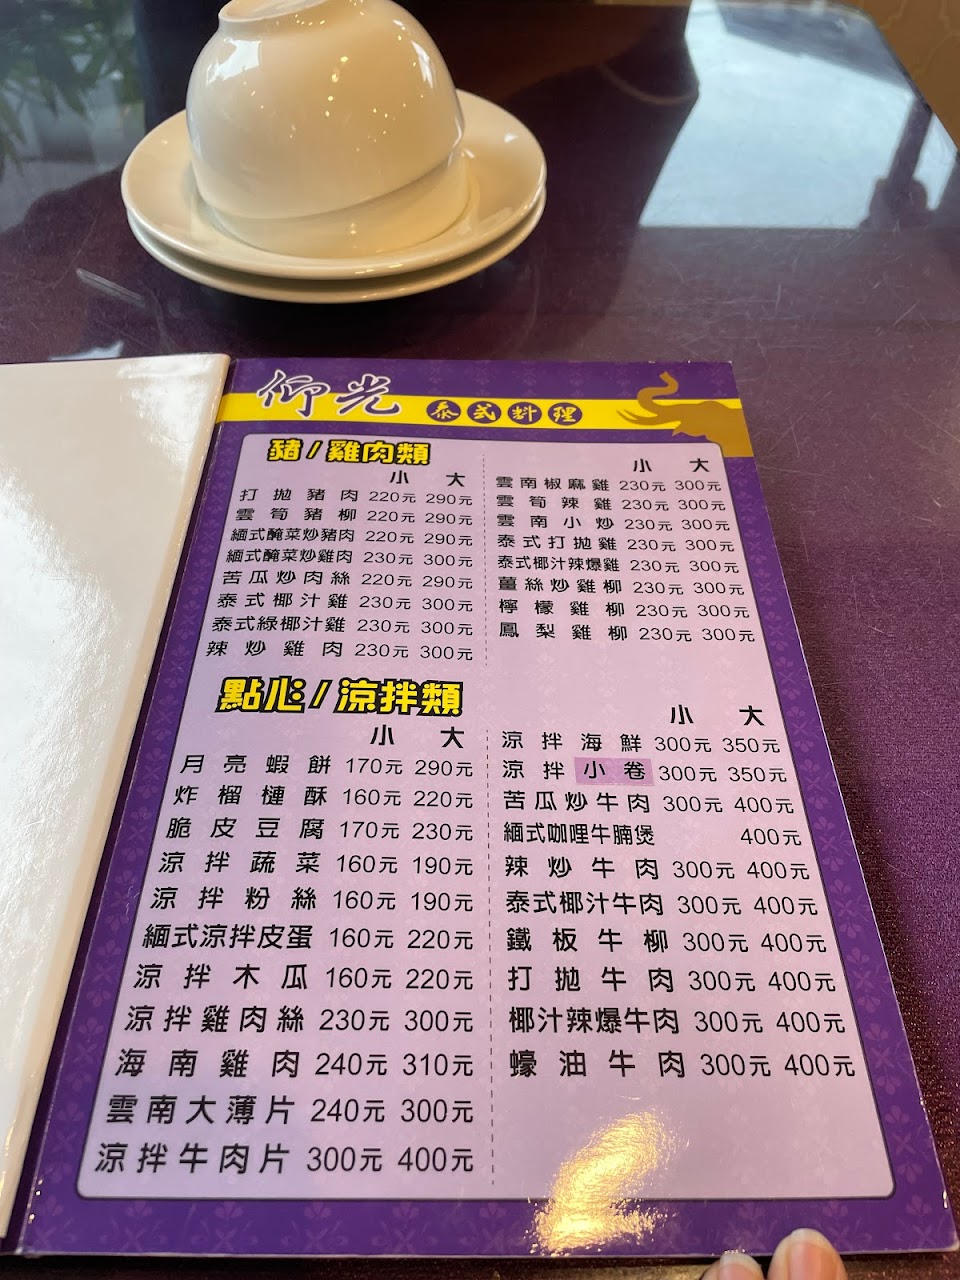 仰光 泰式料理
豬/雞肉類
小 大
打拋豬肉 220元 290元
雲筍豬柳 220元 290元
緬式醃菜炒豬肉 220元 290元
緬式醃菜炒雞肉 230元 300元
苦瓜炒肉絲 220元 290元
泰式椰汁雞 230元 300元
泰式綠椰汁雞 230元 300元
辣炒雞肉 230元 300元
小 大
雲南椒麻雞 230元 300元
雲筍辣雞 230元 300元
雲南小炒 230元 300元
泰式打拋雞 230元 300元
泰式椰汁辣爆雞 230元 300元
薑絲炒雞柳 230元 300元
檸檬雞柳 230元 300元
鳳梨雞柳 230元 300元
點心/涼拌類
小 大
月亮蝦餅 170元 290元
炸榴槤酥 160元 220元
脆皮豆腐 170元 230元
涼拌蔬菜 160元 190元
涼拌粉絲 160元 190元
緬式涼拌皮蛋 160元 220元
涼拌木瓜 160元 220元
涼拌雞肉絲 230元 300元
海南雞肉 240元 310元
雲南大薄片 240元 300元
涼拌牛肉片 300元 400元
小 大
涼拌海鮮 300元 350元
涼拌小卷 300元 350元
苦瓜炒牛肉 300元 400元
緬式咖哩牛腩煲 400元
辣炒牛肉 300元 400元
泰式椰汁牛肉 300元 400元
鐵板牛柳 300元 400元
打拋牛肉 300元 400元
椰汁辣爆牛肉 300元 400元
蠔油牛肉 300元 400元